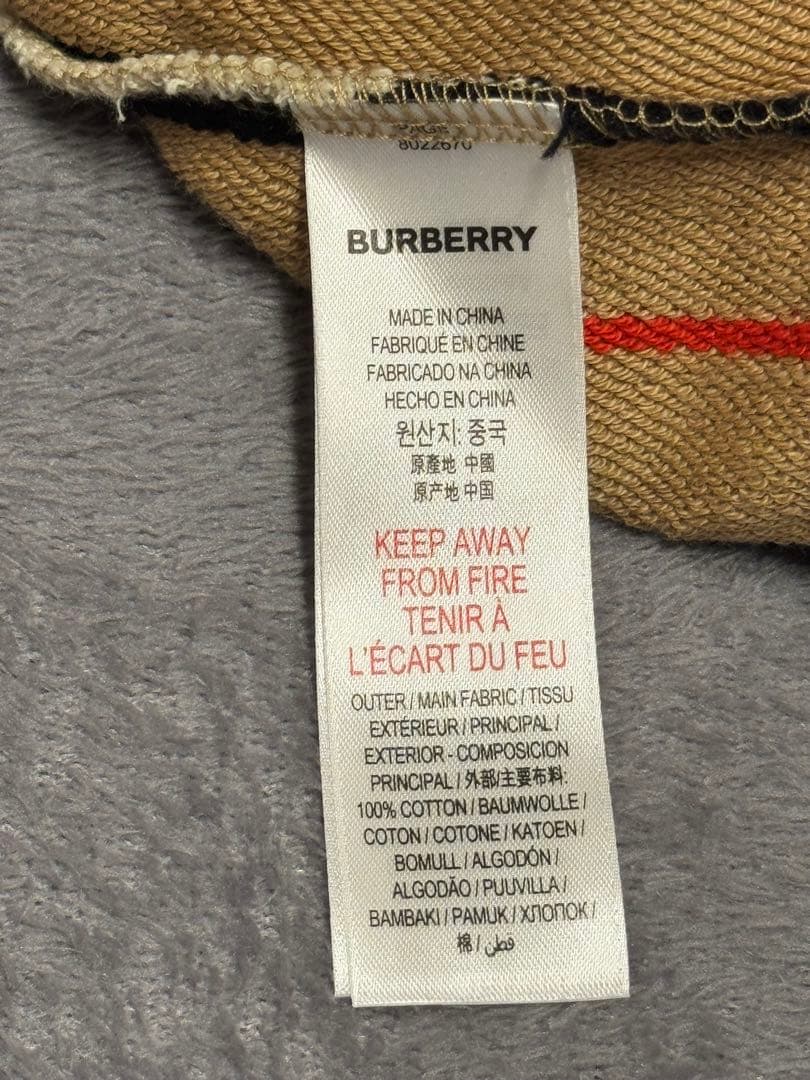 8022670
BURBERRY
MADE IN CHINA
FABRIQUÉ EN CHINE
FABRICADO NA CHINA
HECHO EN CHINA
원산지: 중국
原產地 中國
原产地 中国
KEEP AWAY
FROM FIRE
TENIR À
L'ÉCART DU FEU
OUTER / MAIN FABRIC / TISSU
EXTÉRIEUR / PRINCIPAL /
EXTERIOR - COMPOSICION
PRINCIPAL / 外部/主要布料:
100% COTTON / BAUMWOLLE /
COTON / COTONE / KATOEN /
BOMULL / ALGODÓN /
ALGODÃO / PUUVILLA /
BAMBAKI / PAMUK / ХЛОПОК /
棉 / قطن